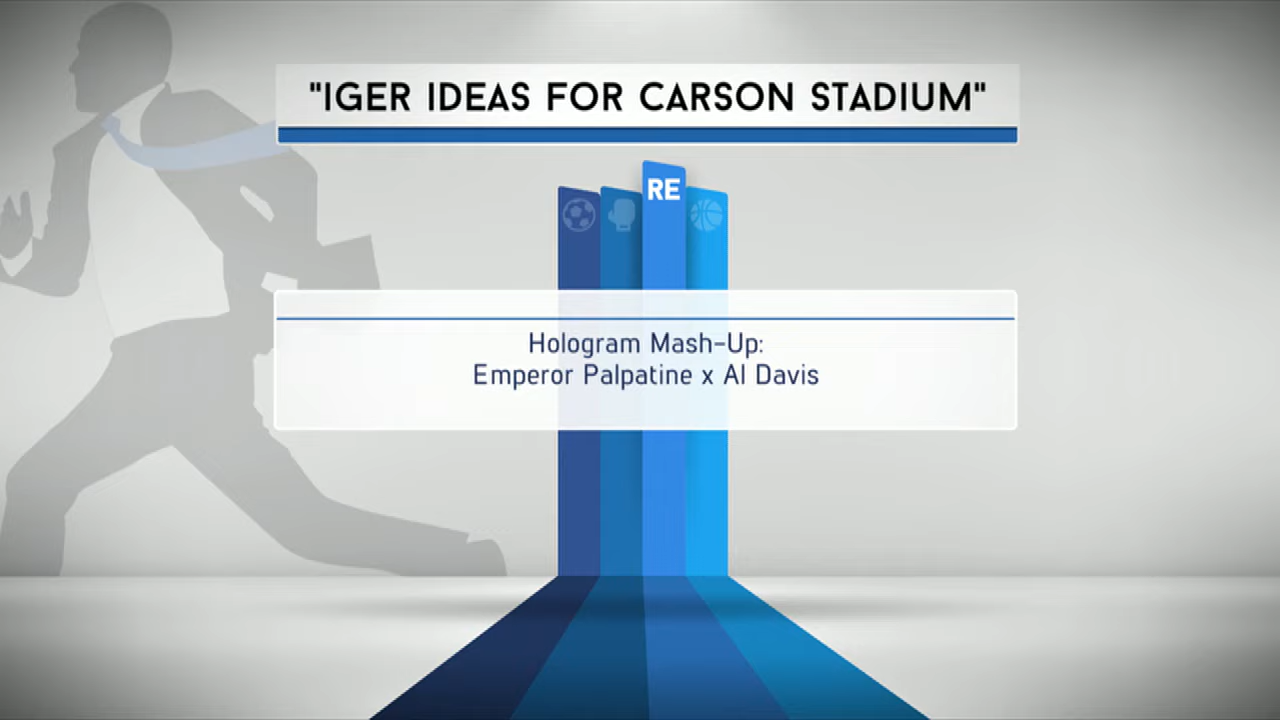 "IGER IDEAS FOR CARSON STADIUM"
RE
Hologram Mash-Up:
Emperor Palpatine x Al Davis